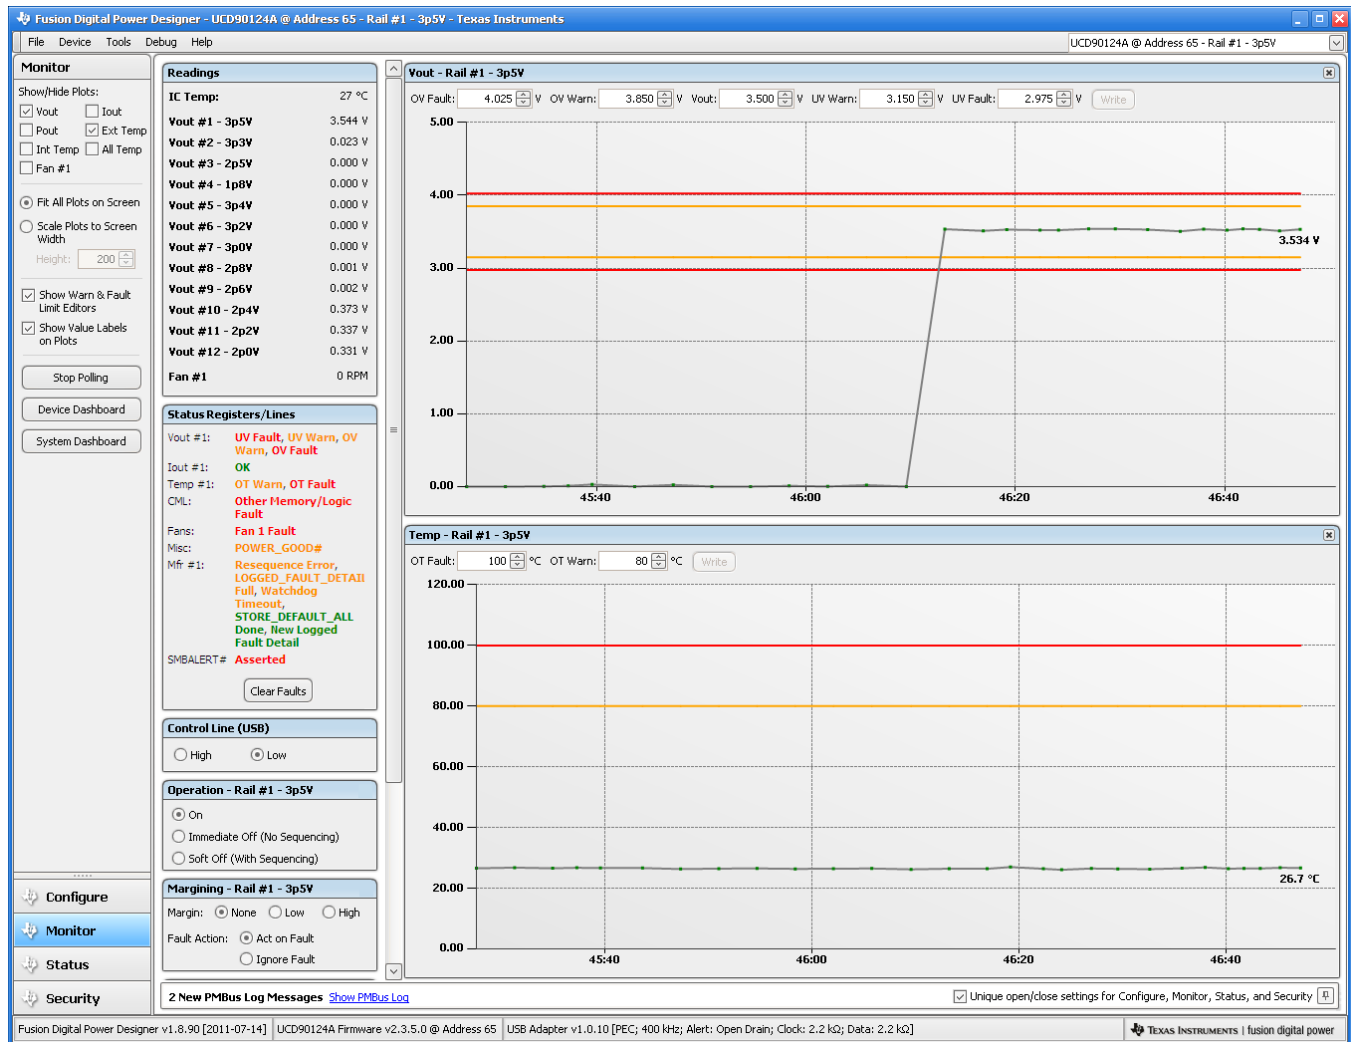 Fusion Digital Power Designer - UCD90124A @ Address 65 - Rail #1 - 3p5V - Texas Instruments
File Device Tools Debug Help
UCD90124A @ Address 65 - Rail #1 - 3p5V
Monitor
Show/Hide Plots:
Vout Iout
Pout Ext Temp
Int Temp All Temp
Fan #1
Fit All Plots on Screen
Scale Plots to Screen
Width
Height: 200
Show Warn & Fault
Limit Editors
Show Value Labels
on Plots
Stop Polling
Device Dashboard
System Dashboard
Configure
Monitor
Status
Security
Readings
IC Temp: 27 °C
Vout #1 - 3p5V 3.544 V
Vout #2 - 3p3V 0.023 V
Vout #3 - 2p5V 0.000 V
Vout #4 - 1p8V 0.000 V
Vout #5 - 3p4V 0.000 V
Vout #6 - 3p2V 0.000 V
Vout #7 - 3p0V 0.000 V
Vout #8 - 2p8V 0.001 V
Vout #9 - 2p6V 0.002 V
Vout #10 - 2p4V 0.373 V
Vout #11 - 2p2V 0.337 V
Vout #12 - 2p0V 0.331 V
Fan #1 0 RPM
Status Registers/Lines
Vout #1: UV Fault, UV Warn, OV
Warn, OV Fault
Iout #1: OK
Temp #1: OT Warn, OT Fault
CML: Other Memory/Logic
Fault
Fans: Fan 1 Fault
Misc: POWER_GOOD#
Mfr #1: Resequence Error,
LOGGED_FAULT_DETAIL
Full, Watchdog
Timeout,
STORE_DEFAULT_ALL
Done, New Logged
Fault Detail
SMBALERT# Asserted
Clear Faults
Control Line (USB)
High Low
Operation - Rail #1 - 3p5V
On
Immediate Off (No Sequencing)
Soft Off (With Sequencing)
Margining - Rail #1 - 3p5V
Margin: None Low High
Fault Action: Act on Fault
Ignore Fault
Vout - Rail #1 - 3p5V
OV Fault: 4.025 V OV Warn: 3.850 V Vout: 3.500 V UV Warn: 3.150 V UV Fault: 2.975 V Write
5.00
4.00
3.534 V
3.00
2.00
1.00
0.00
45:40 46:00 46:20 46:40
Temp - Rail #1 - 3p5V
OT Fault: 100 °C OT Warn: 80 °C Write
120.00
100.00
80.00
60.00
40.00
20.00
26.7 °C
0.00
45:40 46:00 46:20 46:40
2 New PMBus Log Messages Show PMBus Log
Unique open/close settings for Configure, Monitor, Status, and Security
Fusion Digital Power Designer v1.8.90 [2011-07-14] UCD90124A Firmware v2.3.5.0 @ Address 65 USB Adapter v1.0.10 [PEC; 400 kHz; Alert: Open Drain; Clock: 2.2 kΩ; Data: 2.2 kΩ]
TEXAS INSTRUMENTS | fusion digital power